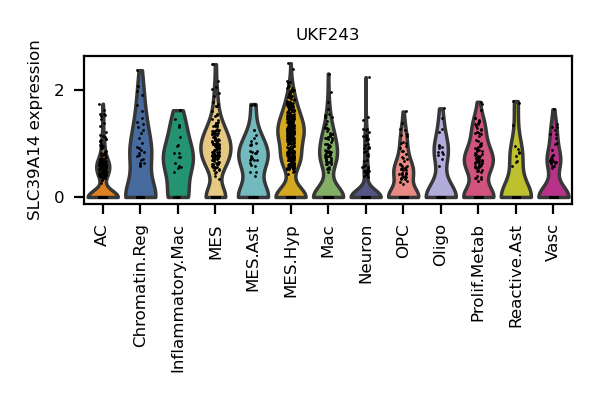 UKF243
SLC39A14 expression
2
0
AC
Chromatin.Reg
Inflammatory.Mac
MES
MES.Ast
MES.Hyp
Mac
Neuron
OPC
Oligo
Prolif.Metab
Reactive.Ast
Vasc